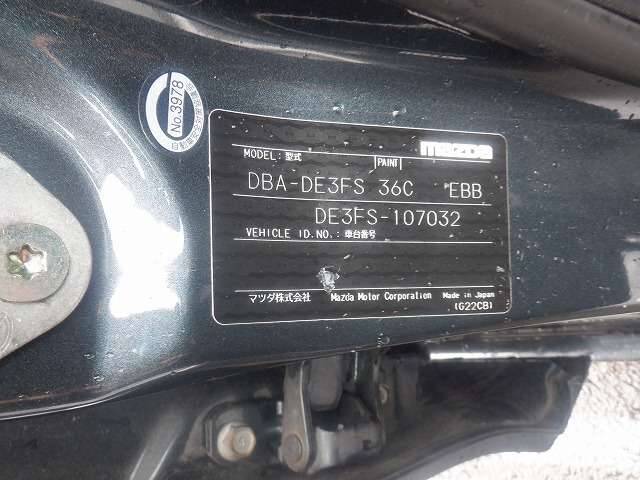 No.3978
mazda
MODEL: 型式 PAINT
DBA-DE3FS 36C EBB
DE3FS-107032
VEHICLE ID.NO.: 車台番号
マツダ株式会社 Mazda Motor Corporation Made in Japan
(G22CB)